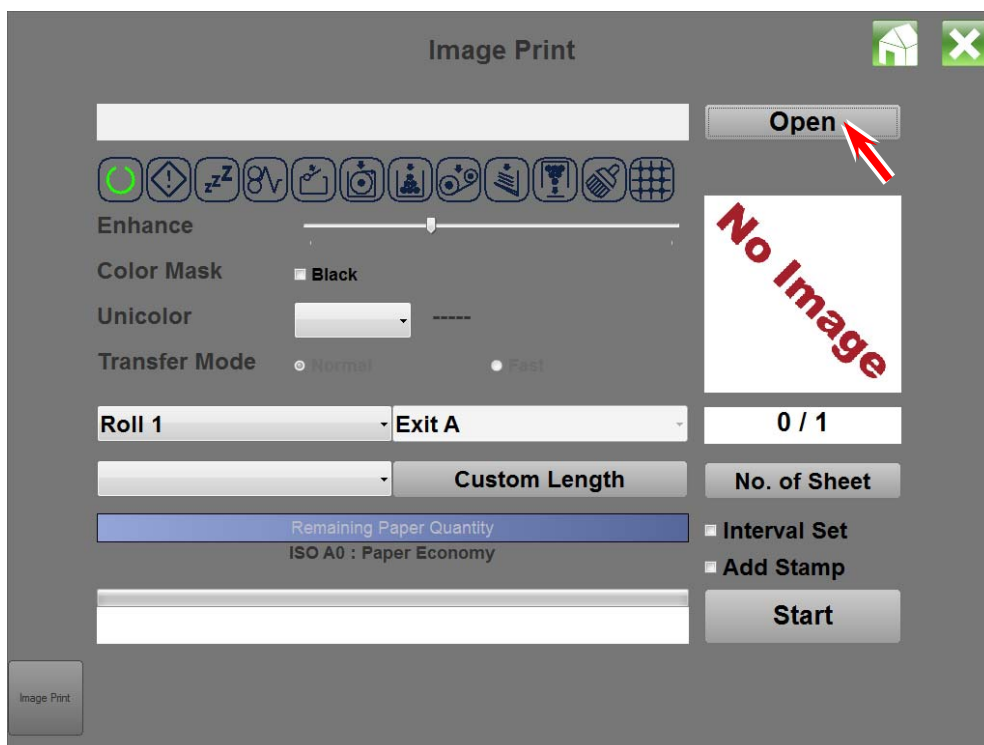 Image Print
Open
zzZ
Enhance
Color Mask
Black
Unicolor
-----
Transfer Mode
Normal
Fast
No Image
Roll 1
Exit A
0 / 1
Custom Length
No. of Sheet
Remaining Paper Quantity
ISO A0 : Paper Economy
Interval Set
Add Stamp
Start
Image Print